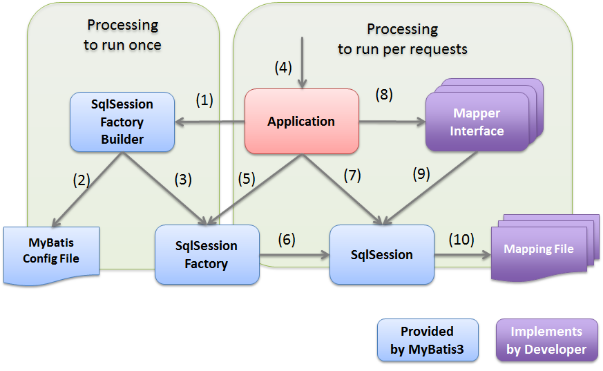 Processing
to run once
Processing
to run per requests
(4)
(1)
(8)
SqlSession
Factory
Builder
Application
Mapper
Interface
(2)
(3)
(5)
(7)
(9)
MyBatis
Config File
SqlSession
Factory
(6)
SqlSession
(10)
Mapping File
Provided
by MyBatis3
Implements
by Developer